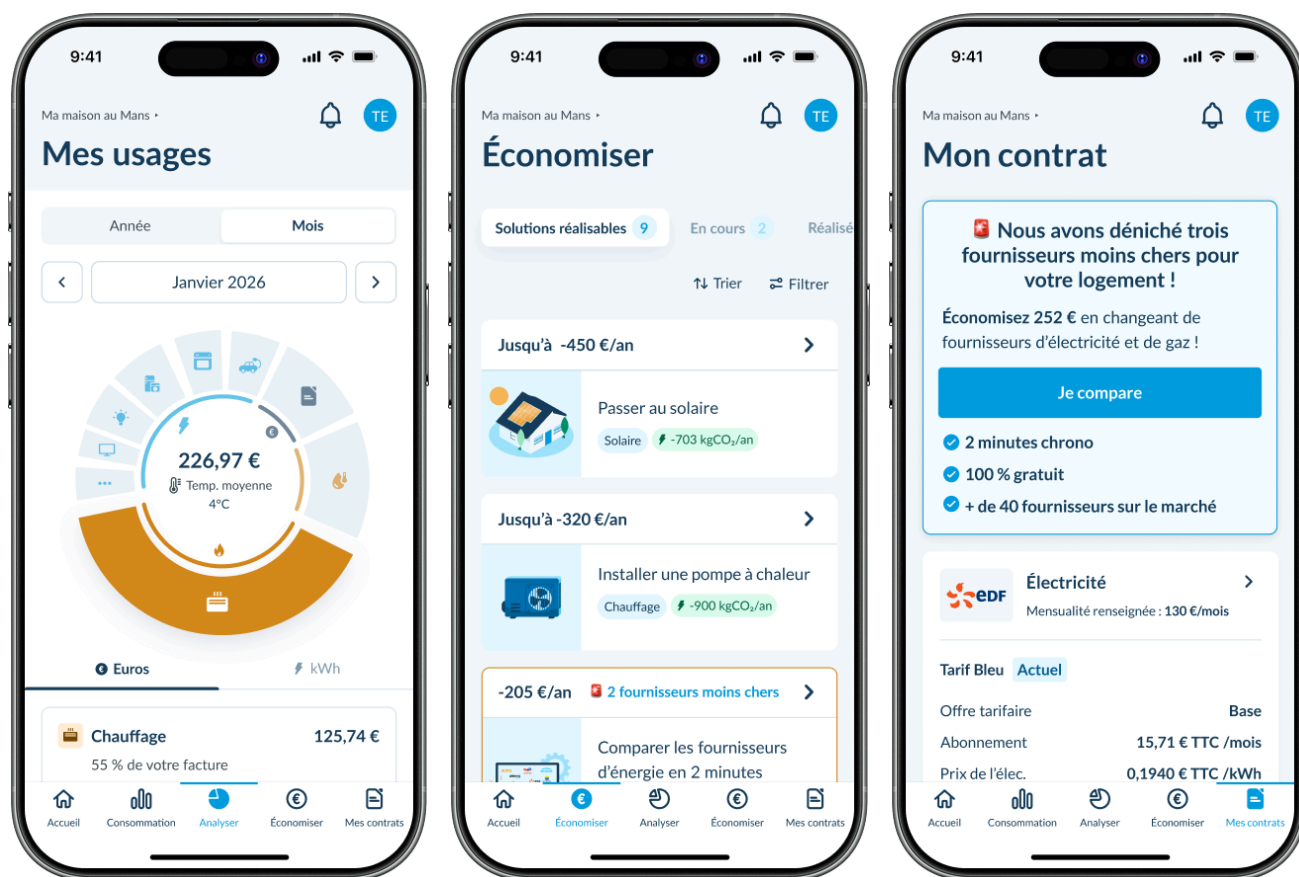 9:41
Ma maison au Mans
TE
Mes usages
Année
Mois
Janvier 2026
226,97 €
Temp. moyenne
4°C
Euros
kWh
Chauffage
125,74 €
55 % de votre facture
Accueil
Consommation
Analyser
Économiser
Mes contrats
9:41
Ma maison au Mans
TE
Économiser
Solutions réalisables 9
En cours 2
Réalisé
Trier
Filtrer
Jusqu'à -450 €/an
Passer au solaire
Solaire
-703 kgCO₂/an
Jusqu'à -320 €/an
Installer une pompe à chaleur
Chauffage
-900 kgCO₂/an
-205 €/an
2 fournisseurs moins chers
Comparer les fournisseurs
d'énergie en 2 minutes
Accueil
Économiser
Analyser
Économiser
Mes contrats
9:41
Ma maison au Mans
TE
Mon contrat
Nous avons déniché trois
fournisseurs moins chers pour
votre logement !
Économisez 252 € en changeant de
fournisseurs d'électricité et de gaz !
Je compare
2 minutes chrono
100 % gratuit
+ de 40 fournisseurs sur le marché
EDF
Électricité
Mensualité renseignée : 130 €/mois
Tarif Bleu Actuel
Offre tarifaire
Base
Abonnement
15,71 € TTC /mois
Prix de l'élec.
0,1940 € TTC /kWh
Accueil
Consommation
Analyser
Économiser
Mes contrats